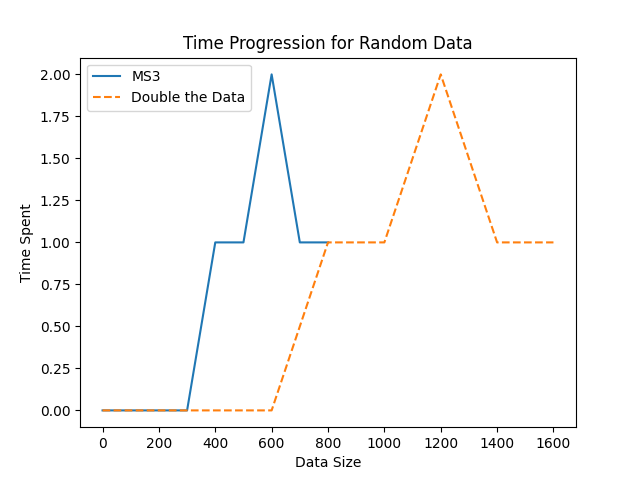 Time Progression for Random Data
MS3
Double the Data
2.00
1.75
1.50
1.25
1.00
0.75
0.50
0.25
0.00
Time Spent
0 200 400 600 800 1000 1200 1400 1600
Data Size